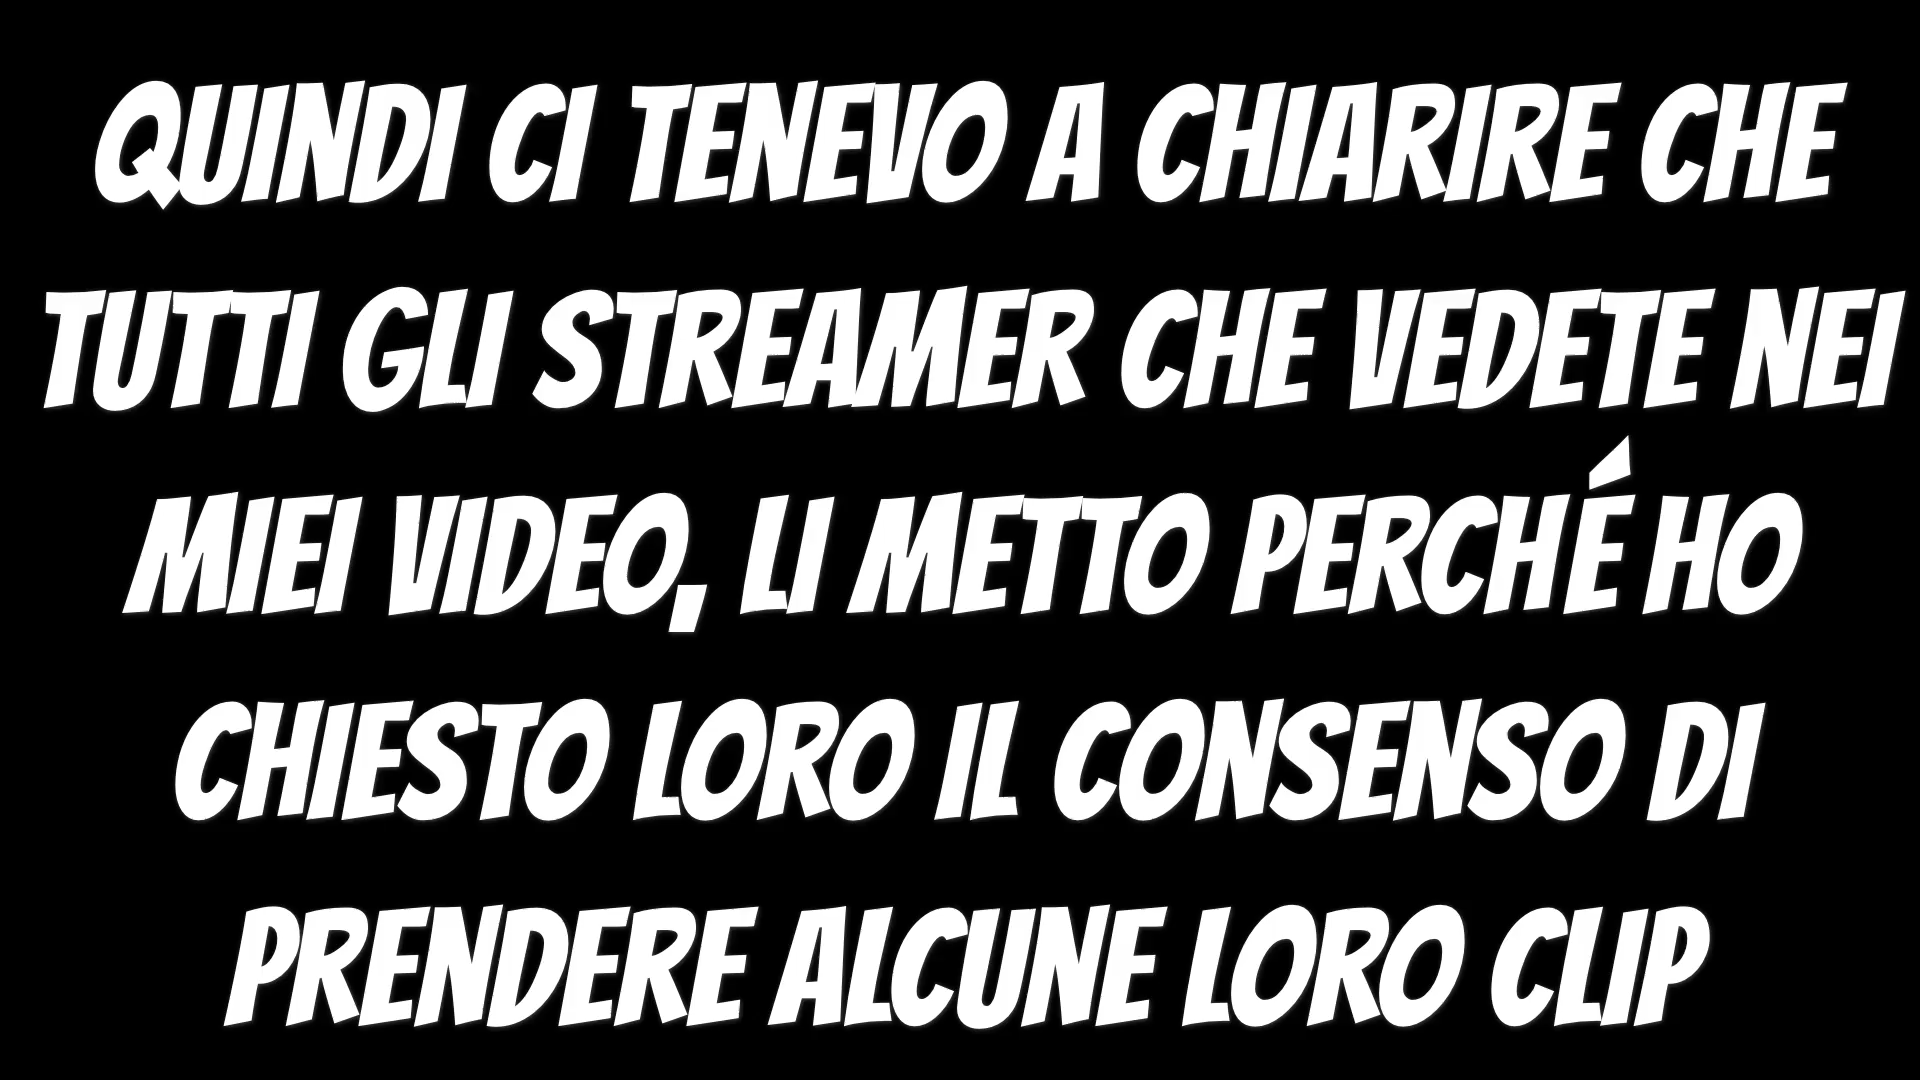 QUINDI CI TENEVO A CHIARIRE CHE
TUTTI GLI STREAMER CHE VEDETE NEI
MIEI VIDEO, LI METTO PERCHÉ HO
CHIESTO LORO IL CONSENSO DI
PRENDERE ALCUNE LORO CLIP